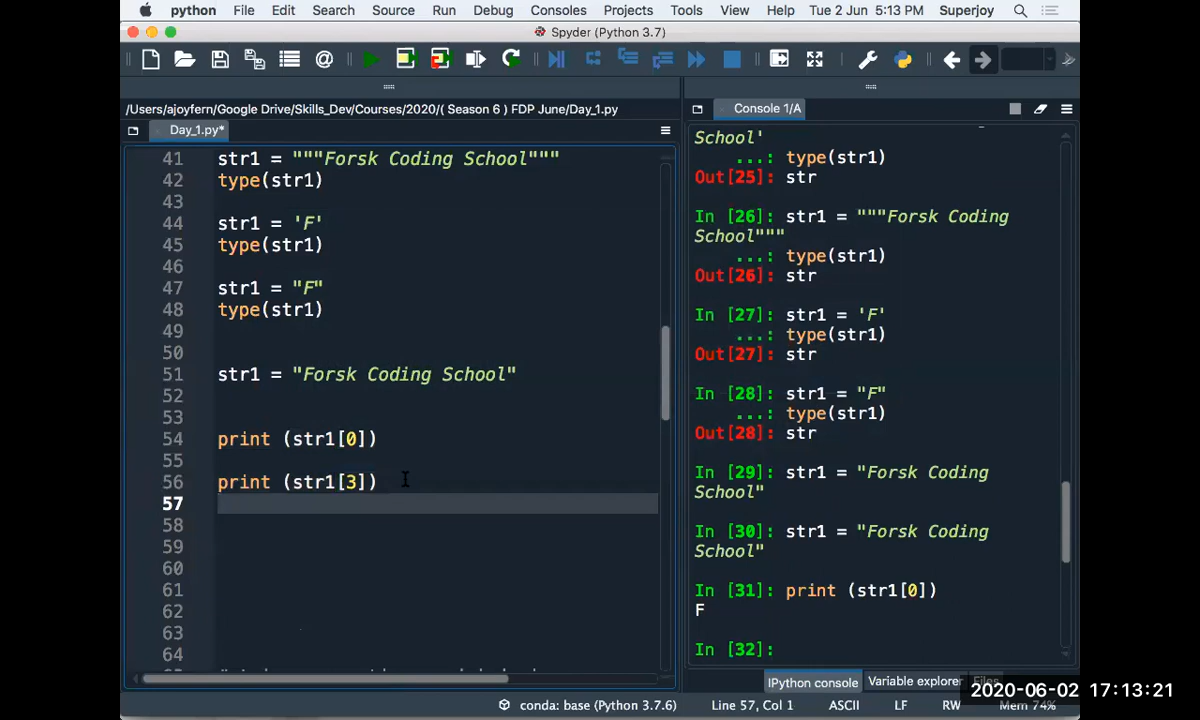 python File Edit Search Source Run Debug Consoles Projects Tools View Help Tue 2 Jun 5:13 PM Superjoy
Spyder (Python 3.7)
/Users/ajoyfern/Google Drive/Skills_Dev/Courses/2020/( Season 6 ) FDP June/Day_1.py
Day_1.py*
41 str1 = """Forsk Coding School"""
42 type(str1)
43
44 str1 = 'F'
45 type(str1)
46
47 str1 = "F"
48 type(str1)
49
50
51 str1 = "Forsk Coding School"
52
53
54 print (str1[0])
55
56 print (str1[3])
57
58
59
60
61
62
63
64
Console 1/A
School'
...: type(str1)
Out[25]: str
In [26]: str1 = """Forsk Coding
School"""
...: type(str1)
Out[26]: str
In [27]: str1 = 'F'
...: type(str1)
Out[27]: str
In [28]: str1 = "F"
...: type(str1)
Out[28]: str
In [29]: str1 = "Forsk Coding
School"
In [30]: str1 = "Forsk Coding
School"
In [31]: print (str1[0])
F
In [32]:
IPython console Variable explorer Files
conda: base (Python 3.7.6) Line 57, Col 1 ASCII LF RW Mem 74%
2020-06-02 17:13:21